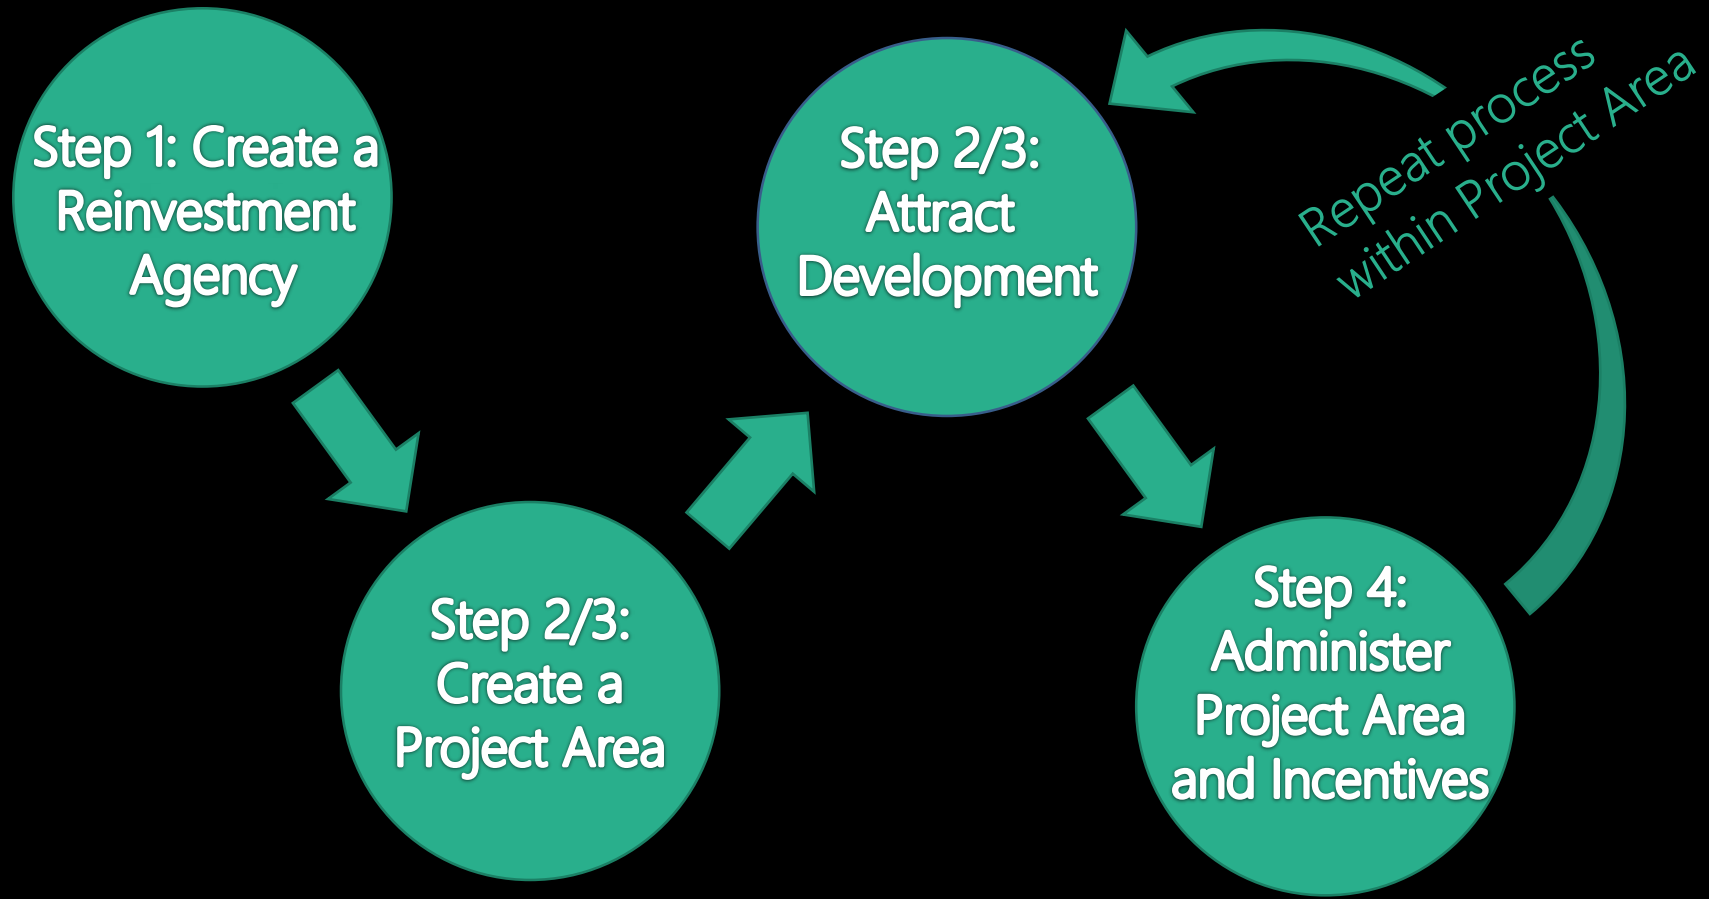 Step 1: Create a
Reinvestment
Agency
Step 2/3:
Create a
Project Area
Step 2/3:
Attract
Development
Step 4:
Administer
Project Area
and Incentives
Repeat process
within Project Area